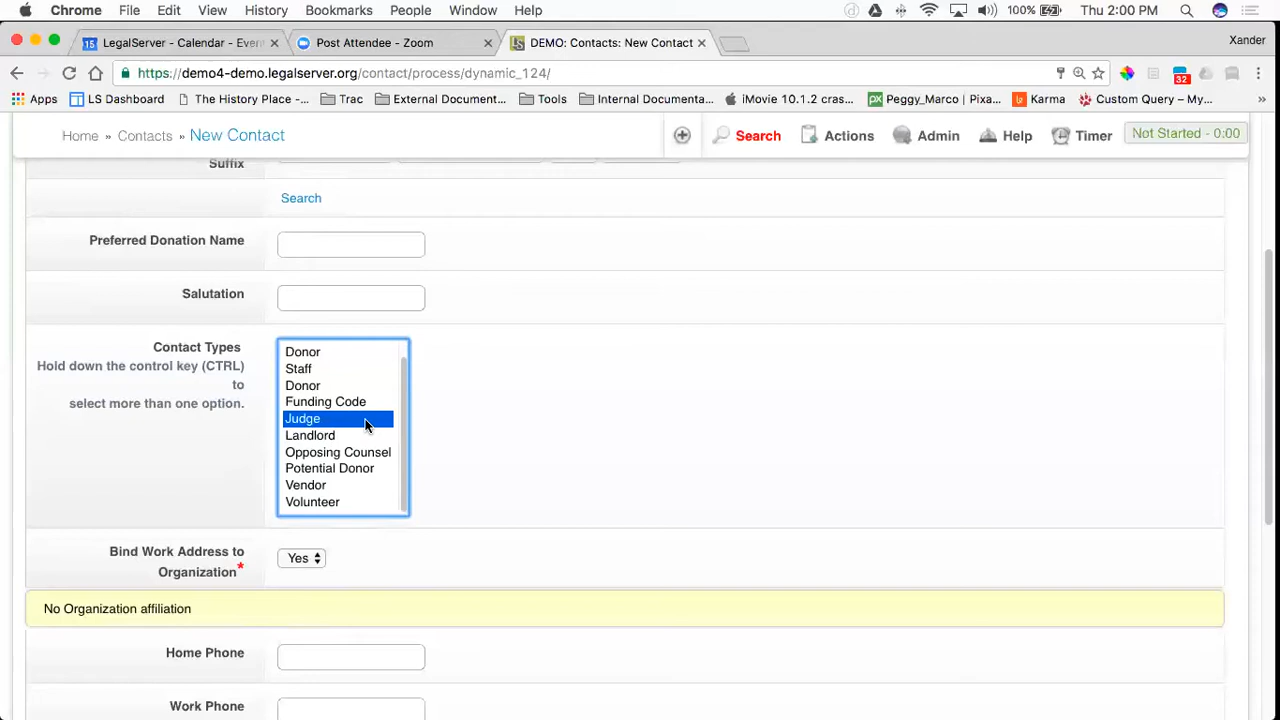 Chrome File Edit View History Bookmarks People Window Help 100% Thu 2:00 PM
15 LegalServer - Calendar - Even Post Attendee - Zoom DEMO: Contacts: New Contact Xander
https://demo4-demo.legalserver.org/contact/process/dynamic_124/ 32
Apps LS Dashboard The History Place -... Trac External Document... Tools Internal Documenta... iMovie 10.1.2 cras... Peggy_Marco | Pixa... Karma Custom Query – My... »
Home » Contacts » New Contact Search Actions Admin Help Timer Not Started - 0:00
Suffix
Search
Preferred Donation Name
Salutation
Contact Types
Hold down the control key (CTRL)
to
select more than one option.
Donor
Staff
Donor
Funding Code
Judge
Landlord
Opposing Counsel
Potential Donor
Vendor
Volunteer
Bind Work Address to
Organization*
Yes
No Organization affiliation
Home Phone
Work Phone